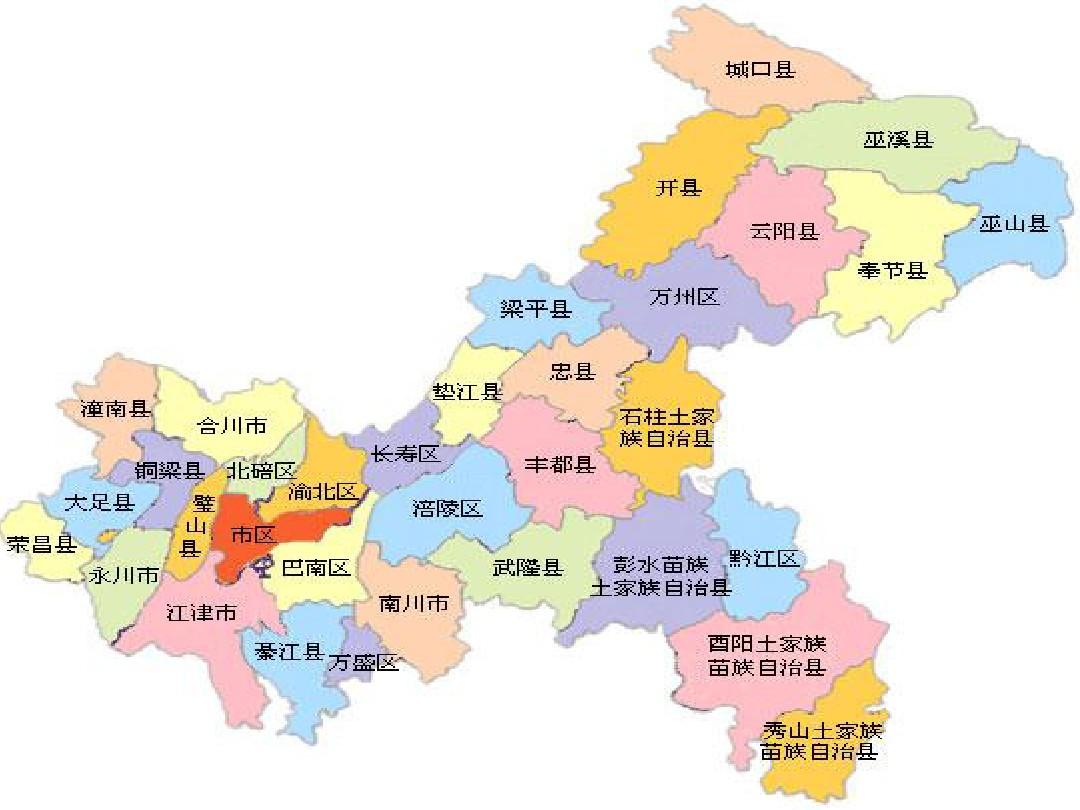 城口县
巫溪县
开县
巫山县
云阳县
奉节县
万州区
梁平县
忠县
垫江县
石柱土家
族自治县
潼南县
合川市
长寿区
丰都县
铜梁县
北碚区
渝北区
大足县
璧
山
县
涪陵区
市区
荣昌县
永川市
巴南区
武隆县
彭水苗族
土家族自治县
黔江区
南川市
江津市
綦江县
万盛区
酉阳土家族
苗族自治县
秀山土家族
苗族自治县